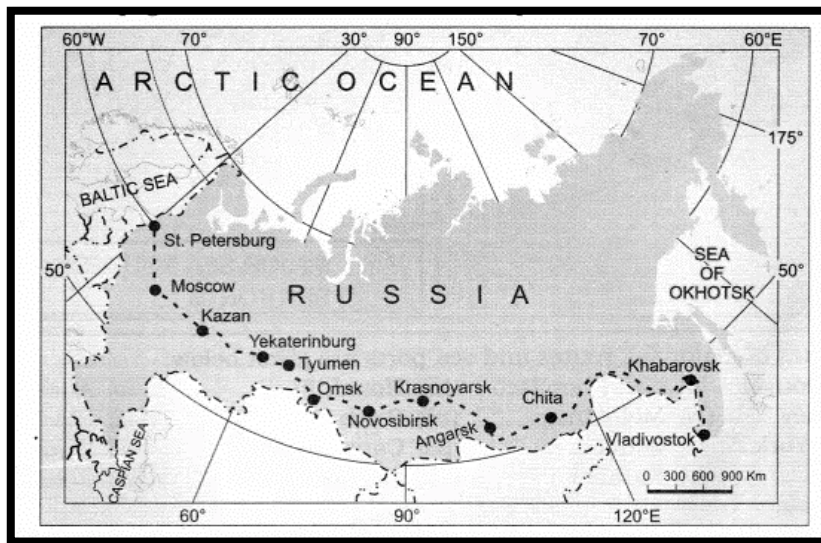 60°W 30° 90° 150° 70° 60°E
ARCTIC OCEAN
175°
BALTIC SEA
St. Petersburg
50°
SEA
OF
OKHOTSK
50°
Moscow
RUSSIA
Kazan
Yekaterinburg
Tyumen
Khabarovsk
Omsk
Krasnoyarsk
Chita
Novosibirsk
Angarsk
Vladivostok
CASPIAN SEA
0 300 600 900 Km
60° 90° 120°E